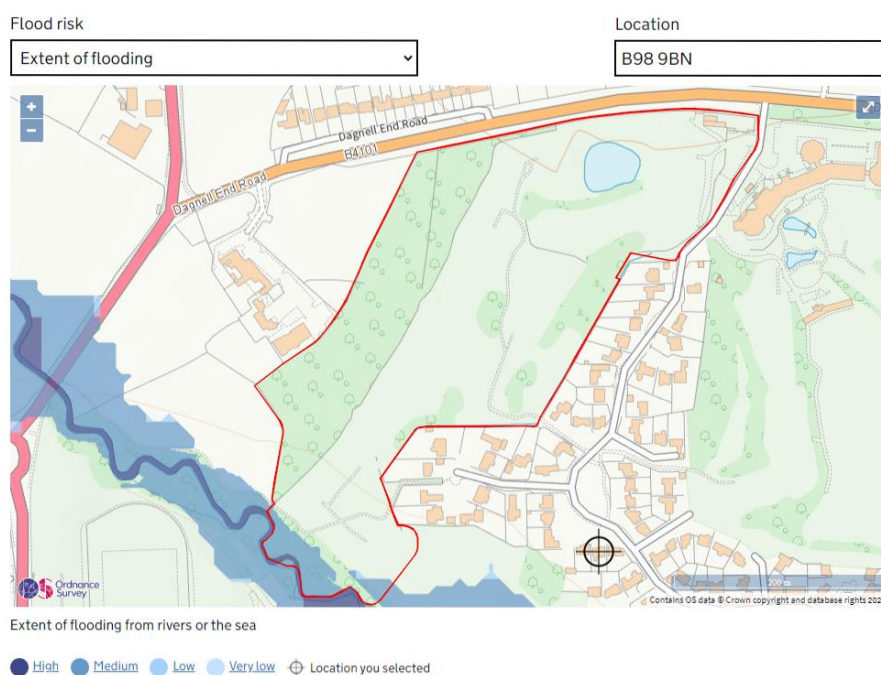 Flood risk
Location
Extent of flooding
B98 9BN
+
−
Dagnell End Road
B4101
Dagnell End Road
Ordnance
Survey
200 m
Contains OS data © Crown copyright and database rights 202
Extent of flooding from rivers or the sea
High
Medium
Low
Very low
Location you selected